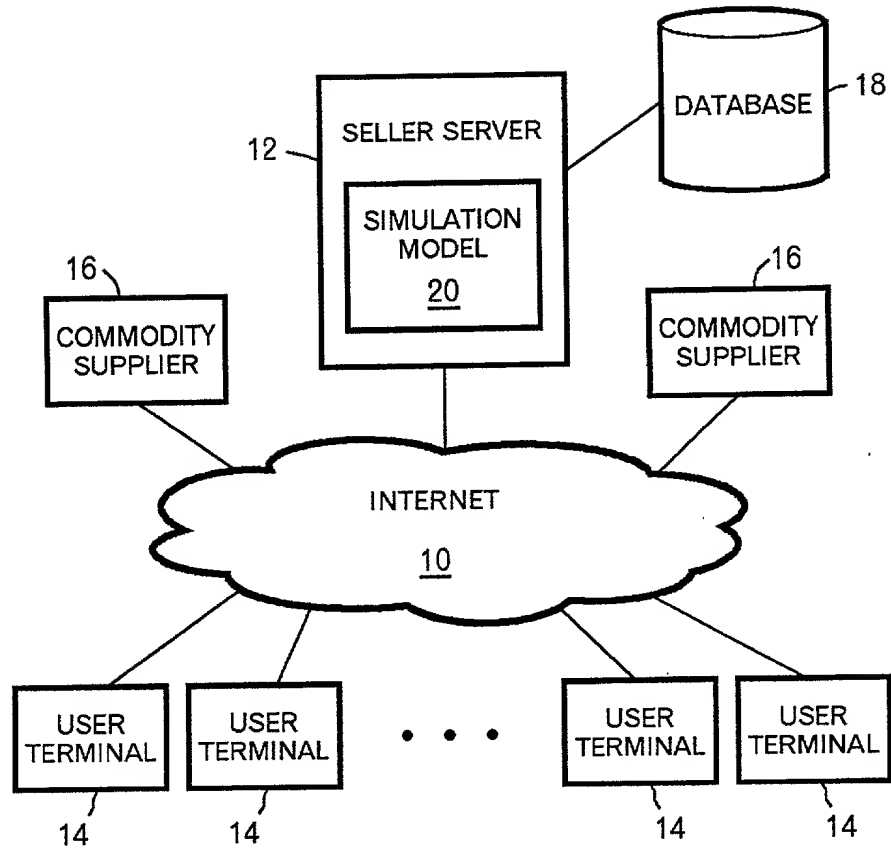 DATABASE
18
SELLER SERVER
12
SIMULATION
MODEL
20
16
COMMODITY
SUPPLIER
16
COMMODITY
SUPPLIER
INTERNET
10
USER
TERMINAL
USER
TERMINAL
USER
TERMINAL
USER
TERMINAL
14
14
14
14